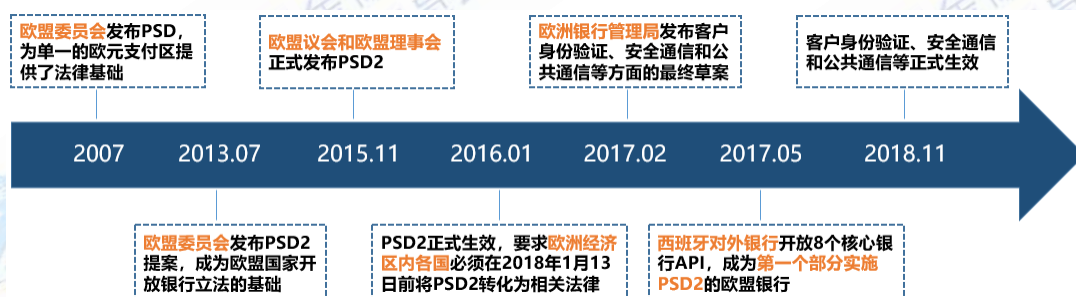 欧盟委员会发布PSD，
为单一的欧元支付区提
供了法律基础
欧盟议会和欧盟理事会
正式发布PSD2
欧洲银行管理局发布客户
身份验证、安全通信和公
共通信等方面的最终草案
客户身份验证、安全通信
和公共通信等正式生效
2007
2013.07
2015.11
2016.01
2017.02
2017.05
2018.11
欧盟委员会发布PSD2
提案，成为欧盟国家开
放银行立法的基础
PSD2正式生效，要求欧洲经济
区内各国必须在2018年1月13
日前将PSD2转化为相关法律
西班牙对外银行开放8个核心银
行API，成为第一个部分实施
PSD2的欧盟银行